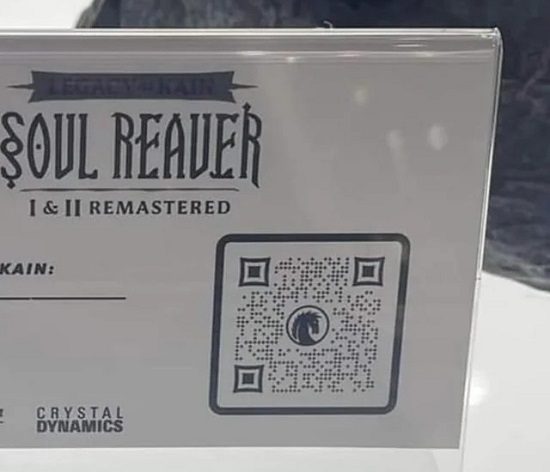 LEGACY OF KAIN
SOUL REAVER
I & II REMASTERED
KAIN:
CRYSTAL
DYNAMICS